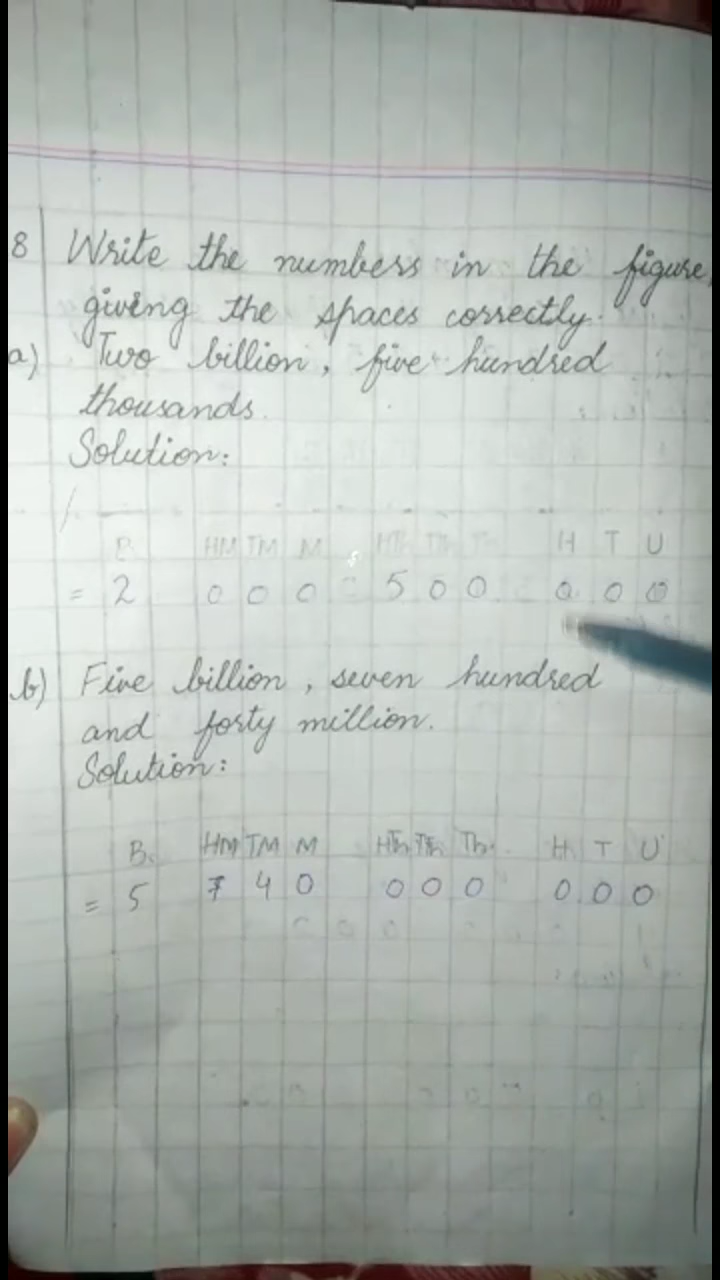 8 Write the numbers in the figure,
giving the spaces correctly.
a) Two billion, five hundred
thousands.
Solution:
B. HM TM M HTh TTh Th H T U
= 2 0 0 0 5 0 0 0 0 0
b) Five billion, seven hundred
and forty million.
Solution:
B. HM TM M HTh TTh Th. H T U
= 5 7 4 0 0 0 0 0 0 0